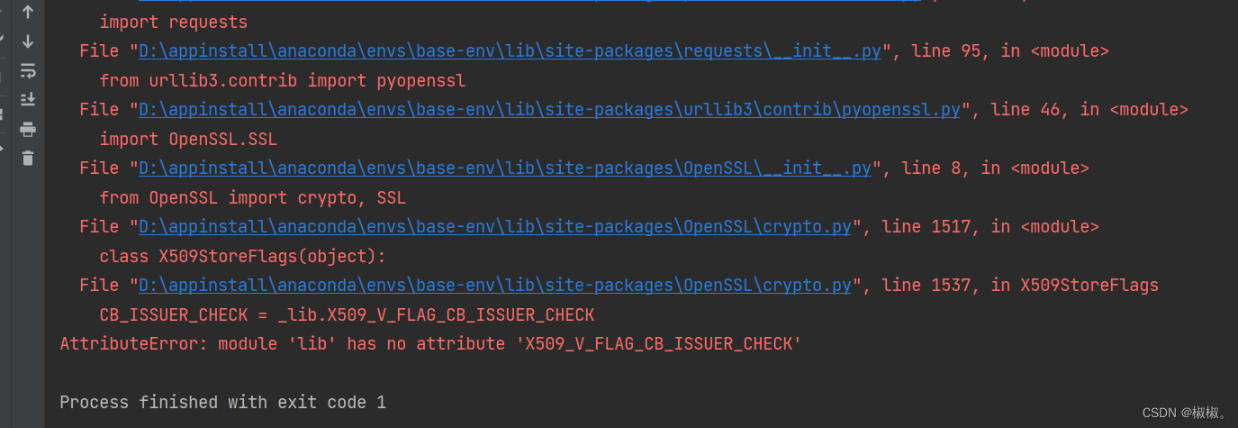 import requests
File "D:\appinstall\anaconda\envs\base-env\lib\site-packages\requests\__init__.py", line 95, in <module>
from urllib3.contrib import pyopenssl
File "D:\appinstall\anaconda\envs\base-env\lib\site-packages\urllib3\contrib\pyopenssl.py", line 46, in <module>
import OpenSSL.SSL
File "D:\appinstall\anaconda\envs\base-env\lib\site-packages\OpenSSL\__init__.py", line 8, in <module>
from OpenSSL import crypto, SSL
File "D:\appinstall\anaconda\envs\base-env\lib\site-packages\OpenSSL\crypto.py", line 1517, in <module>
class X509StoreFlags(object):
File "D:\appinstall\anaconda\envs\base-env\lib\site-packages\OpenSSL\crypto.py", line 1537, in X509StoreFlags
CB_ISSUER_CHECK = _lib.X509_V_FLAG_CB_ISSUER_CHECK
AttributeError: module 'lib' has no attribute 'X509_V_FLAG_CB_ISSUER_CHECK'
Process finished with exit code 1
CSDN @椒椒。